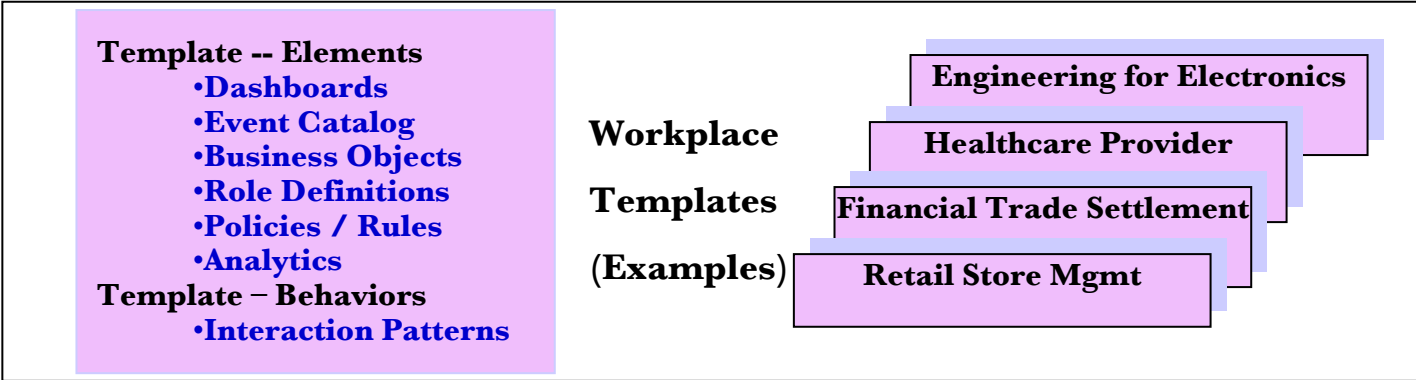 Template -- Elements
•Dashboards
•Event Catalog
•Business Objects
•Role Definitions
•Policies / Rules
•Analytics
Template – Behaviors
•Interaction Patterns
Workplace
Templates
(Examples)
Engineering for Electronics
Healthcare Provider
Financial Trade Settlement
Retail Store Mgmt